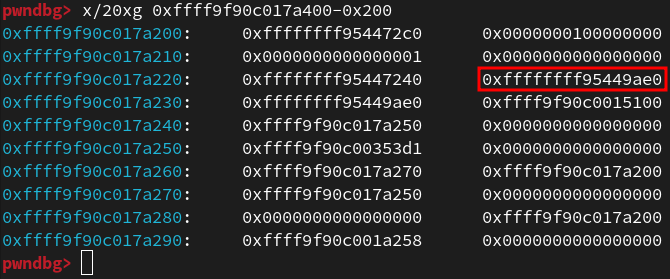 pwndbg> x/20xg 0xffff9f90c017a400-0x200
0xffff9f90c017a200: 0xffffffff954472c0 0x0000000100000000
0xffff9f90c017a210: 0x0000000000000001 0x0000000000000000
0xffff9f90c017a220: 0xffffffff95447240 0xffffffff95449ae0
0xffff9f90c017a230: 0xffffffff95449ae0 0xffff9f90c0015100
0xffff9f90c017a240: 0xffff9f90c017a250 0x0000000000000000
0xffff9f90c017a250: 0xffff9f90c00353d1 0x0000000000000000
0xffff9f90c017a260: 0xffff9f90c017a270 0xffff9f90c017a200
0xffff9f90c017a270: 0xffff9f90c017a250 0x0000000000000000
0xffff9f90c017a280: 0x0000000000000000 0xffff9f90c017a200
0xffff9f90c017a290: 0xffff9f90c001a258 0x0000000000000000
pwndbg>